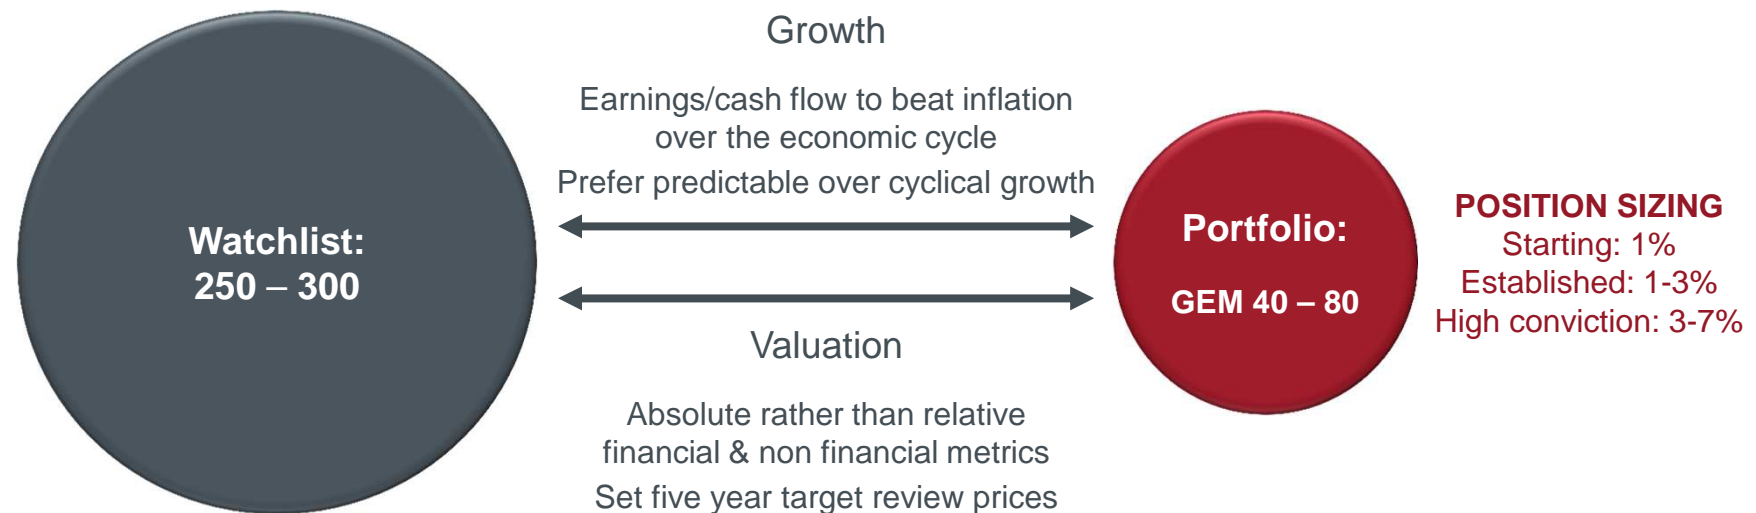 Watchlist:
250 – 300
Growth
Earnings/cash flow to beat inflation
over the economic cycle
Prefer predictable over cyclical growth
Valuation
Absolute rather than relative
financial & non financial metrics
Set five year target review prices
Portfolio:
GEM 40 – 80
POSITION SIZING
Starting: 1%
Established: 1-3%
High conviction: 3-7%